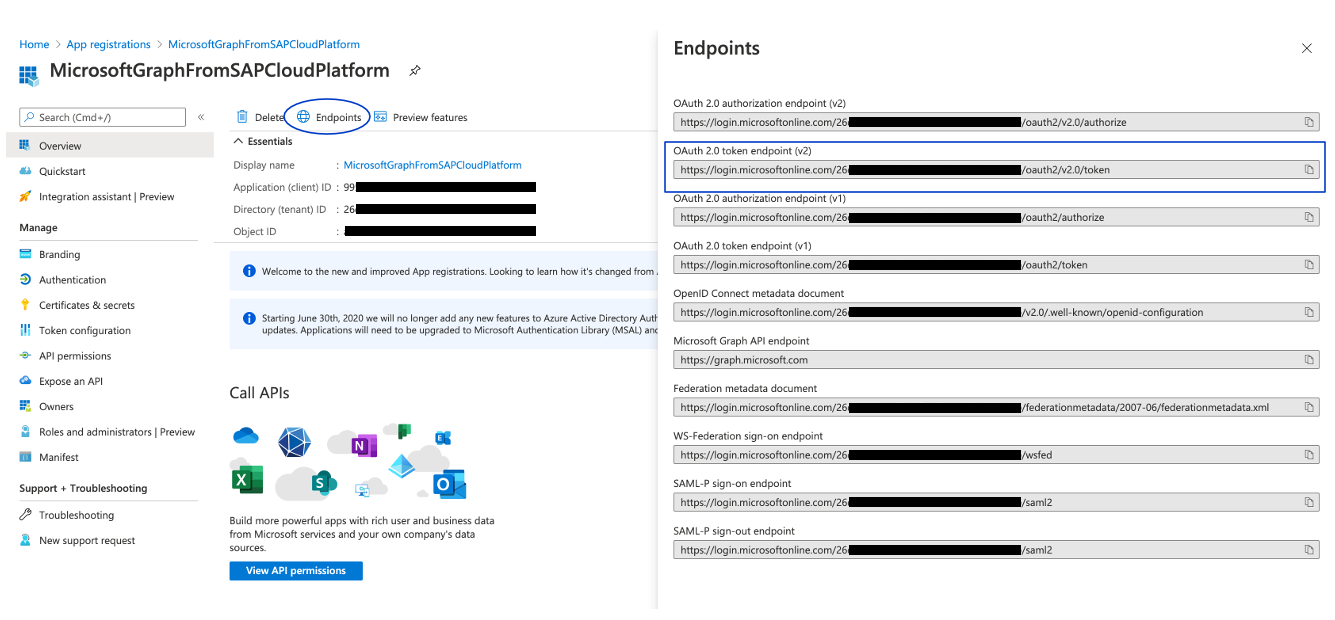 Home > App registrations > MicrosoftGraphFromSAPCloudPlatform
MicrosoftGraphFromSAPCloudPlatform
Search (Cmd+/)
«
Overview
Quickstart
Integration assistant | Preview
Manage
Branding
Authentication
Certificates & secrets
Token configuration
API permissions
Expose an API
Owners
Roles and administrators | Preview
Manifest
Support + Troubleshooting
Troubleshooting
New support request
Delete
Endpoints
Preview features
Essentials
Display name : MicrosoftGraphFromSAPCloudPlatform
Application (client) ID : 99
Directory (tenant) ID : 26
Object ID :
Welcome to the new and improved App registrations. Looking to learn how it's changed from
Starting June 30th, 2020 we will no longer add any new features to Azure Active Directory Auth
updates. Applications will need to be upgraded to Microsoft Authentication Library (MSAL) and
Call APIs
N
E
X
S
O
Build more powerful apps with rich user and business data
from Microsoft services and your own company's data
sources.
View API permissions
Endpoints
OAuth 2.0 authorization endpoint (v2)
https://login.microsoftonline.com/26 /oauth2/v2.0/authorize
OAuth 2.0 token endpoint (v2)
https://login.microsoftonline.com/26 /oauth2/v2.0/token
OAuth 2.0 authorization endpoint (v1)
https://login.microsoftonline.com/26 /oauth2/authorize
OAuth 2.0 token endpoint (v1)
https://login.microsoftonline.com/26 /oauth2/token
OpenID Connect metadata document
https://login.microsoftonline.com/26 /v2.0/.well-known/openid-configuration
Microsoft Graph API endpoint
https://graph.microsoft.com
Federation metadata document
https://login.microsoftonline.com/26 /federationmetadata/2007-06/federationmetadata.xml
WS-Federation sign-on endpoint
https://login.microsoftonline.com/26 /wsfed
SAML-P sign-on endpoint
https://login.microsoftonline.com/26 /saml2
SAML-P sign-out endpoint
https://login.microsoftonline.com/26 /saml2